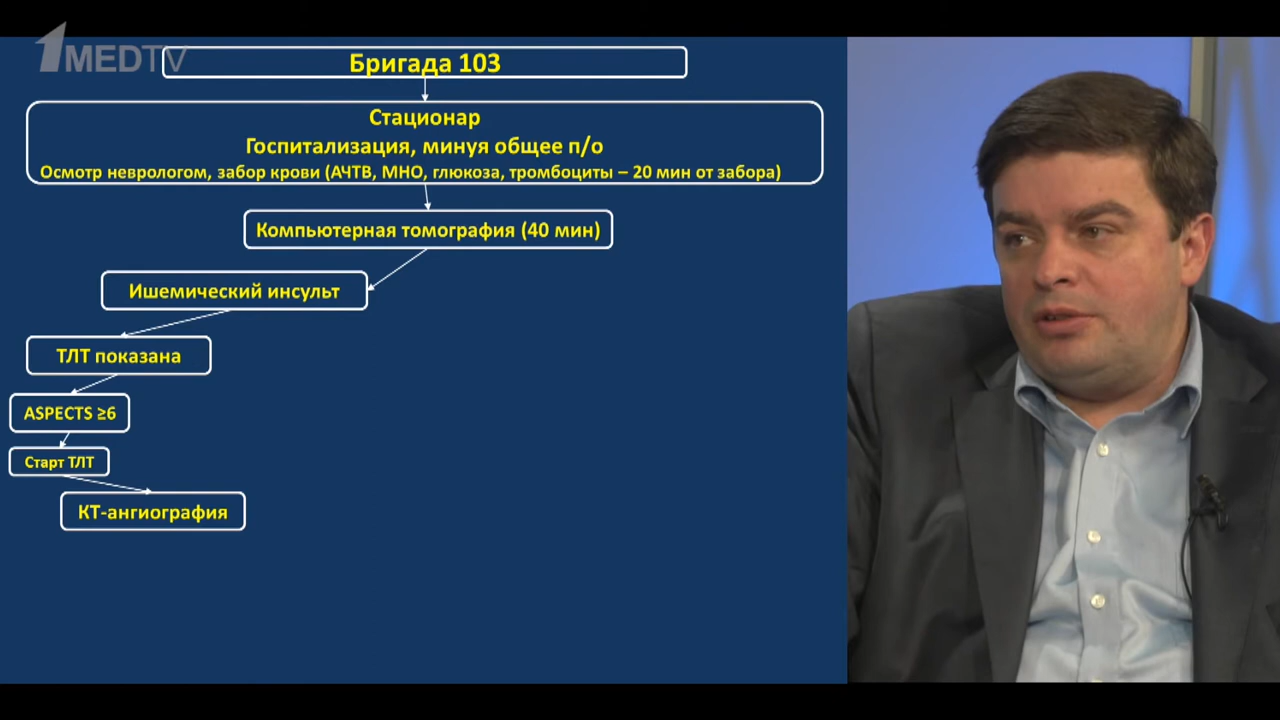 1MEDTV
Бригада 103
Стационар
Госпитализация, минуя общее п/о
Осмотр неврологом, забор крови (АЧТВ, МНО, глюкоза, тромбоциты – 20 мин от забора)
Компьютерная томография (40 мин)
Ишемический инсульт
ТЛТ показана
ASPECTS ≥6
Старт ТЛТ
КТ-ангиография